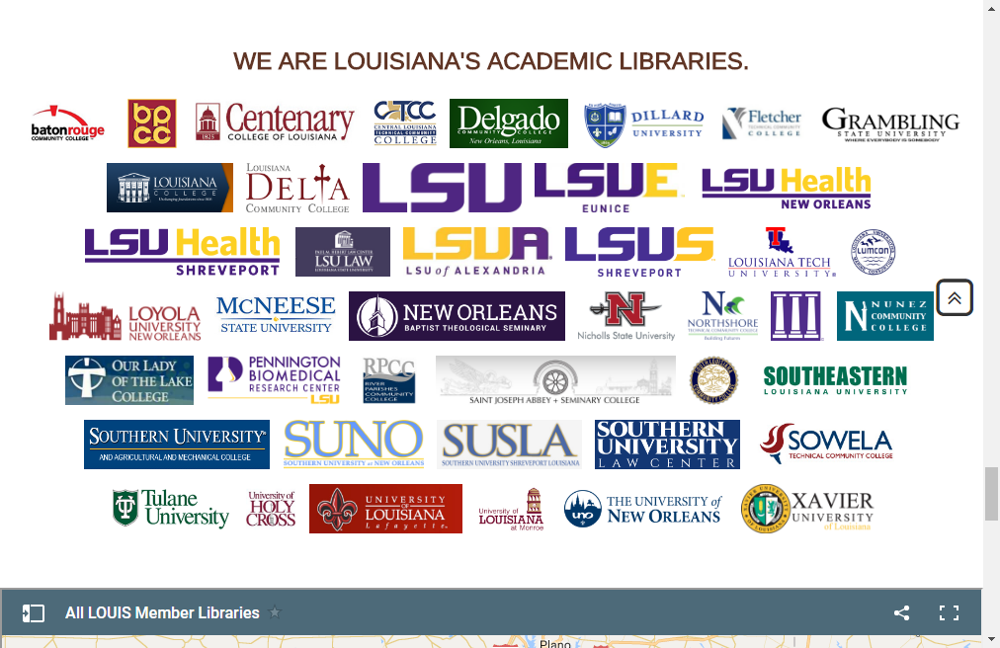 WE ARE LOUISIANA'S ACADEMIC LIBRARIES.
batonrouge
COMMUNITY COLLEGE
bp
cc
Centenary
COLLEGE OF LOUISIANA
1825
CLTCC
CENTRAL LOUISIANA
TECHNICAL COMMUNITY
COLLEGE
Delgado
COMMUNITY COLLEGE
New Orleans, Louisiana
DILLARD
UNIVERSITY
Fletcher
TECHNICAL COMMUNITY
COLLEGE
GRAMBLING
STATE UNIVERSITY
WHERE EVERYBODY IS SOMEBODY
LOUISIANA
COLLEGE
LOUISIANA
DELTA
COMMUNITY COLLEGE
LSU
LSUE
EUNICE
LSU Health
NEW ORLEANS
LSU Health
SHREVEPORT
PAUL M. HEBERT LAW CENTER
LSU LAW
LOUISIANA STATE UNIVERSITY
LSUA
LSU of ALEXANDRIA
LSUS
SHREVEPORT
LOUISIANA TECH
UNIVERSITY
LUMCON
LOYOLA
UNIVERSITY
NEW ORLEANS
MCNEESE
STATE UNIVERSITY
NEW ORLEANS
BAPTIST THEOLOGICAL SEMINARY
N
Nicholls State University
NORTHSHORE
TECHNICAL COMMUNITY COLLEGE
Building Futures
NUNEZ
COMMUNITY
COLLEGE
OUR LADY
OF THE LAKE
COLLEGE
PENNINGTON
BIOMEDICAL
RESEARCH CENTER
LSU
RPCC
RIVER
PARISHES
COMMUNITY
COLLEGE
SAINT JOSEPH ABBEY + SEMINARY COLLEGE
SOUTHEASTERN
LOUISIANA UNIVERSITY
SOUTHERN UNIVERSITY
AND AGRICULTURAL AND MECHANICAL COLLEGE
SUNO
SOUTHERN UNIVERSITY at NEW ORLEANS
SUSLA
SOUTHERN UNIVERSITY SHREVEPORT LOUISIANA
SOUTHERN
UNIVERSITY
LAW CENTER
SOWELA
TECHNICAL COMMUNITY COLLEGE
Tulane
University
University of
HOLY
CROSS
UNIVERSITY
of
LOUISIANA
Lafayette
University of
LOUISIANA
at Monroe
uno
THE UNIVERSITY of
NEW ORLEANS
XAVIER
UNIVERSITY
of Louisiana
All LOUIS Member Libraries
Plano